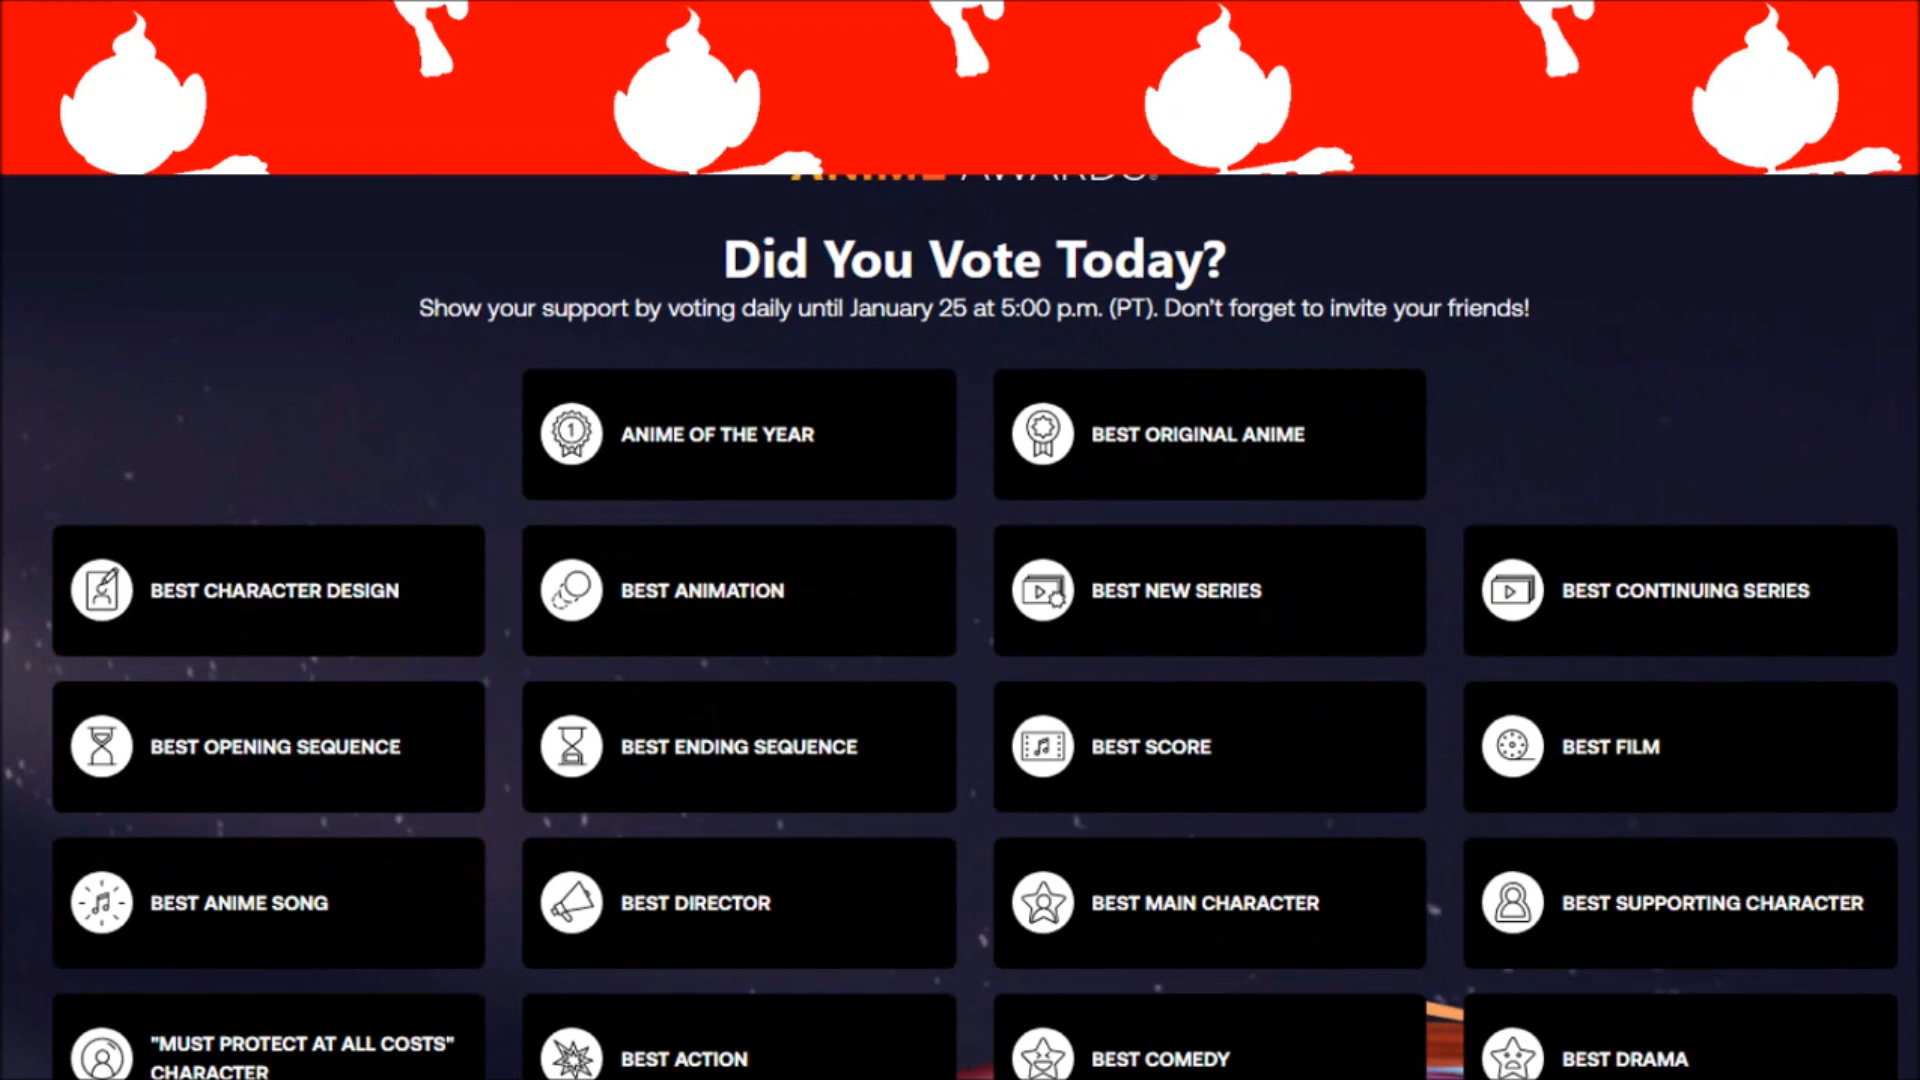 ANIME AWARDS
Did You Vote Today?
Show your support by voting daily until January 25 at 5:00 p.m. (PT). Don't forget to invite your friends!
ANIME OF THE YEAR
BEST ORIGINAL ANIME
BEST CHARACTER DESIGN
BEST ANIMATION
BEST NEW SERIES
BEST CONTINUING SERIES
BEST OPENING SEQUENCE
BEST ENDING SEQUENCE
BEST SCORE
BEST FILM
BEST ANIME SONG
BEST DIRECTOR
BEST MAIN CHARACTER
BEST SUPPORTING CHARACTER
"MUST PROTECT AT ALL COSTS"
CHARACTER
BEST ACTION
BEST COMEDY
BEST DRAMA